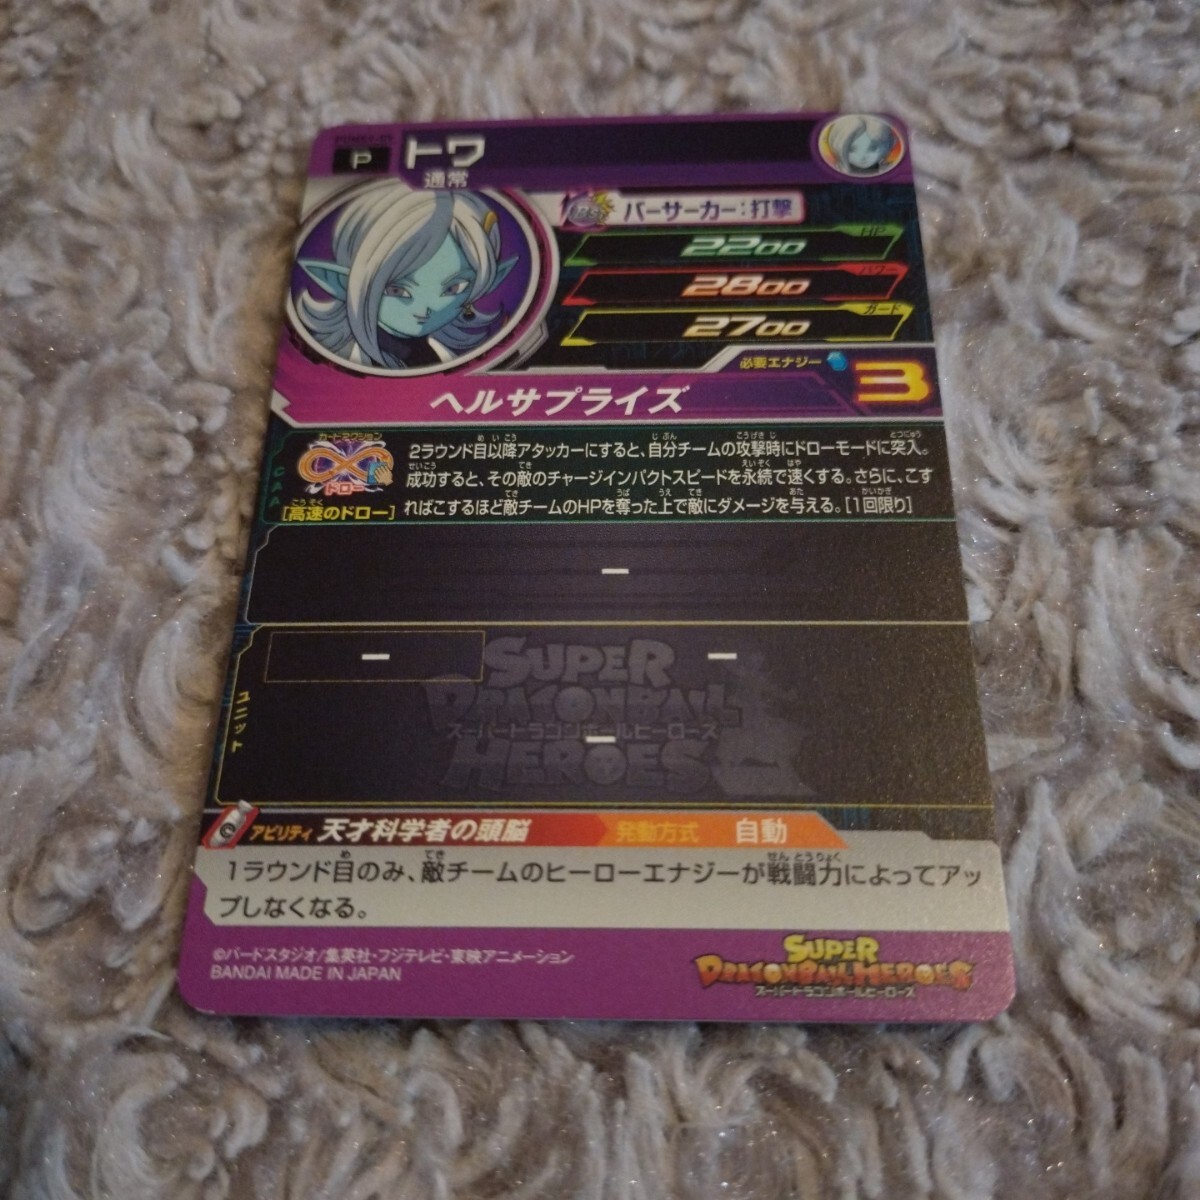 P
トワ
通常
バーサーカー:打撃
HP
2200
パワー
2800
ガード
2700
必要エナジー
3
ヘルサプライズ
CAA
カードアクション
ドロー
[高速のドロー]
2ラウンド目以降アタッカーにすると、自分チームの攻撃時にドローモードに突入。
成功すると、その敵のチャージインパクトスピードを永続で速くする。さらに、こす
ればこするほど敵チームのHPを奪った上で敵にダメージを与える。[1回限り]
ー
ユニット
ー
ー
ー
SUPER
DRAGONBALL
スーパードラゴンボールヒーローズ
HEROES
アビリティ 天才科学者の頭脳 発動方式 自動
1ラウンド目のみ、敵チームのヒーローエナジーが戦闘力によってアッ
プしなくなる。
©バードスタジオ/集英社・フジテレビ・東映アニメーション
BANDAI MADE IN JAPAN
SUPER
DRAGONBALL HEROES
スーパードラゴンボールヒーローズ